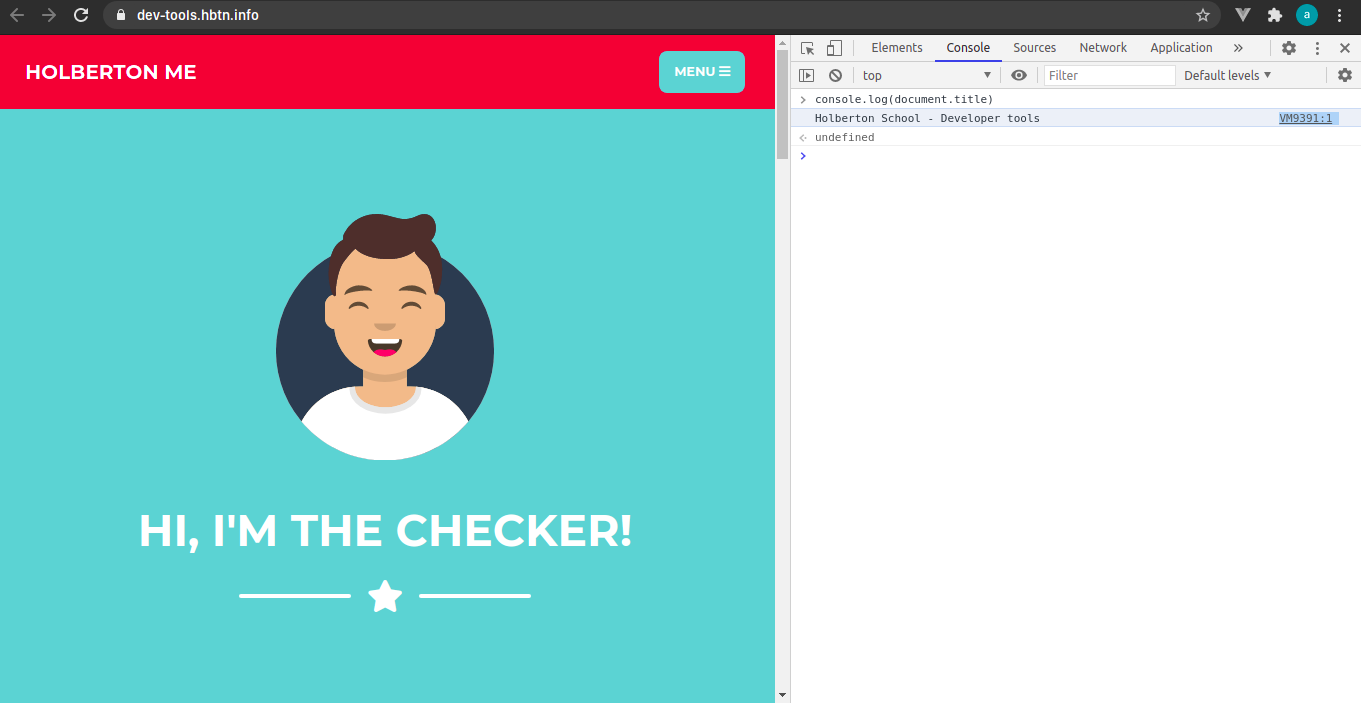 dev-tools.hbtn.info
a
HOLBERTON ME
MENU
HI, I'M THE CHECKER!
Elements Console Sources Network Application »
top Filter Default levels
console.log(document.title)
Holberton School - Developer tools VM9391:1
undefined